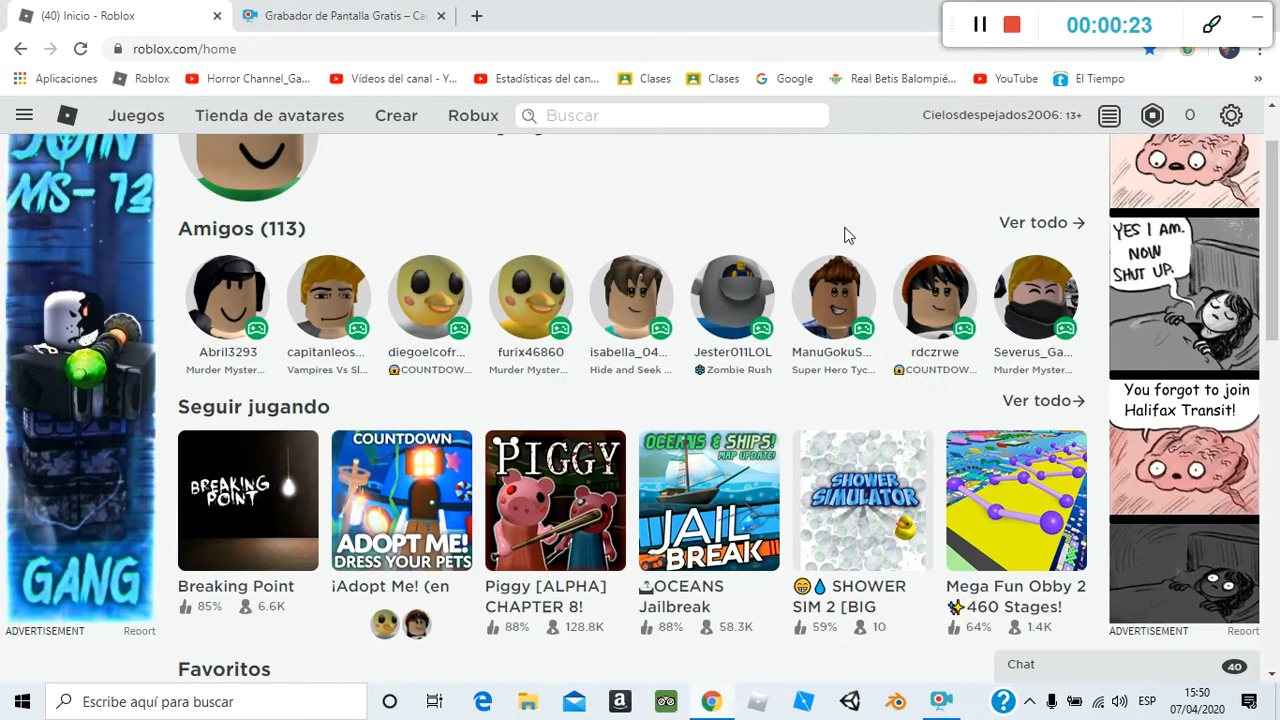 (40) Inicio - Roblox
Grabador de Pantalla Gratis – Ca
00:00:23
roblox.com/home
Aplicaciones
Roblox
Horror Channel_Ga...
Vídeos del canal - Y...
Estadísticas del can...
Clases
Clases
Google
Real Betis Balompié...
YouTube
El Tiempo
»
Juegos
Tienda de avatares
Crear
Robux
Buscar
Cielosdespejados2006: 13+
0
JOIN
MS-13
GANG
ADVERTISEMENT
Report
Amigos (113)
Ver todo →
Abril3293
Murder Myster...
capitanleos...
Vampires Vs Sl...
diegoelcofr...
😱COUNTDOW...
furix46860
Murder Myster...
isabella_04...
Hide and Seek ...
Jester011LOL
Zombie Rush
ManuGokuS...
Super Hero Tyc...
rdczrwe
😱COUNTDOW...
Severus_Ga...
Murder Myster...
Seguir jugando
Ver todo→
BREAKING
POINT
COUNTDOWN
ADOPT ME!
DRESS YOUR PETS
PIGGY
OCEANS & SHIPS!
MAP UPDATE!
JAIL
BREAK
SHOWER
SIMULATOR
Breaking Point
85% 6.6K
¡Adopt Me! (en
Piggy [ALPHA]
CHAPTER 8!
88% 128.8K
OCEANS
Jailbreak
88% 58.3K
😁💧 SHOWER
SIM 2 [BIG
59% 10
Mega Fun Obby 2
✨460 Stages!
64% 1.4K
Favoritos
YES I AM.
NOW
SHUT UP.
You forgot to join
Halifax Transit!
ADVERTISEMENT
Report
Chat
40
Escribe aquí para buscar
ESP
15:50
07/04/2020